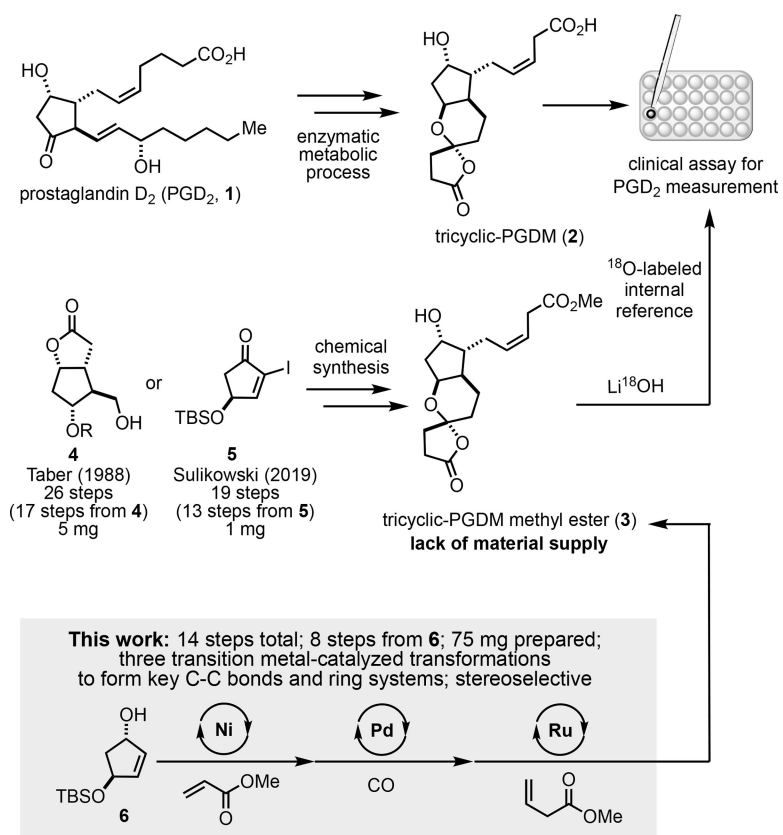 HO
CO₂H
Me
O
OH
prostaglandin D₂ (PGD₂, 1)
enzymatic
metabolic
process
HO
CO₂H
O
O
O
tricyclic-PGDM (2)
clinical assay for
PGD₂ measurement
O
O
OH
OR
4
Taber (1988)
26 steps
(17 steps from 4)
5 mg
or
O
I
TBSO
5
Sulikowski (2019)
19 steps
(13 steps from 5)
1 mg
chemical
synthesis
HO
CO₂Me
O
O
O
tricyclic-PGDM methyl ester (3)
lack of material supply
¹⁸O-labeled
internal
reference
Li¹⁸OH
This work: 14 steps total; 8 steps from 6; 75 mg prepared;
three transition metal-catalyzed transformations
to form key C-C bonds and ring systems; stereoselective
OH
TBSO
6
Ni
OMe
O
Pd
CO
Ru
O
OMe